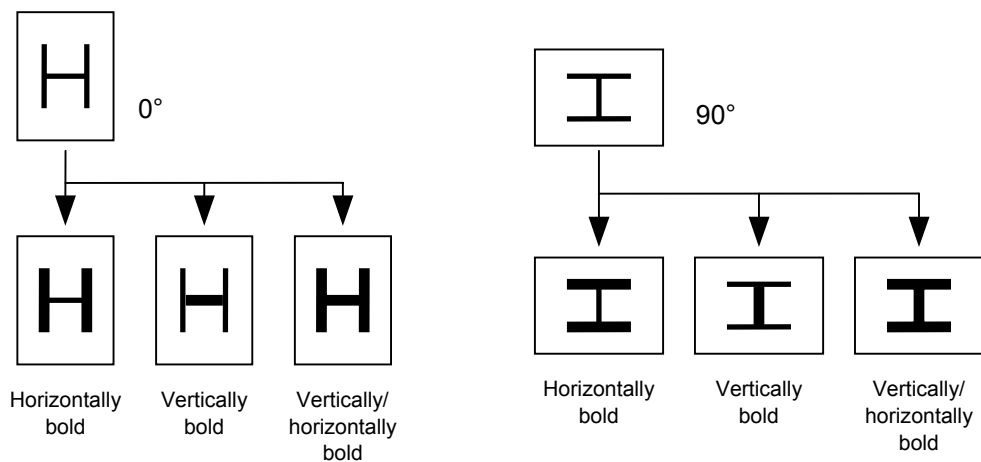 H
0°
H
H
H
Horizontally
bold
Vertically
bold
Vertically/
horizontally
bold
H
90°
H
H
H
Horizontally
bold
Vertically
bold
Vertically/
horizontally
bold